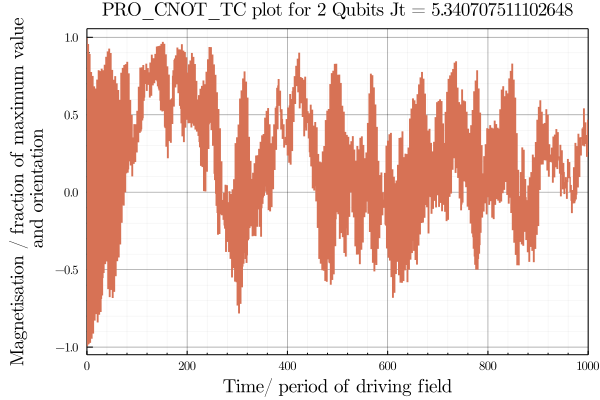 PRO_CNOT_TC plot for 2 Qubits Jt = 5.340707511102648
Magnetisation / fraction of maximum value
and orientation
1.0
0.5
0.0
−0.5
−1.0
0 200 400 600 800 1000
Time/ period of driving field